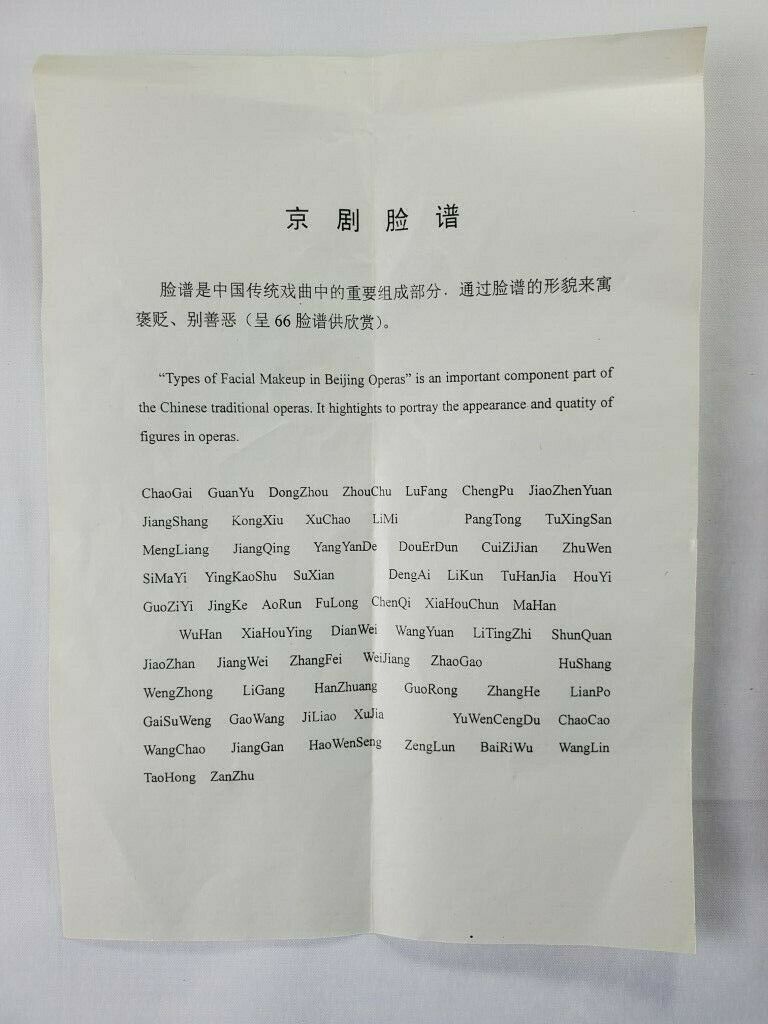 京剧脸谱
脸谱是中国传统戏曲中的重要组成部分．通过脸谱的形貌来寓
褒贬、别善恶（呈 66 脸谱供欣赏）。
“Types of Facial Makeup in Beijing Operas” is an important component part of
the Chinese traditional operas. It hightights to portray the appearance and quatity of
figures in operas.
ChaoGai GuanYu DongZhou ZhouChu LuFang ChengPu JiaoZhenYuan
JiangShang KongXiu XuChao LiMi PangTong TuXingSan
MengLiang JiangQing YangYanDe DouErDun CuiZiJian ZhuWen
SiMaYi YingKaoShu SuXian DengAi LiKun TuHanJia HouYi
GuoZiYi JingKe AoRun FuLong ChenQi XiaHouChun MaHan
WuHan XiaHouYing DianWei WangYuan LiTingZhi ShunQuan
JiaoZhan JiangWei ZhangFei WeiJiang ZhaoGao HuShang
WengZhong LiGang HanZhuang GuoRong ZhangHe LianPo
GaiSuWeng GaoWang JiLiao XuJia YuWenCengDu ChaoCao
WangChao JiangGan HaoWenSeng ZengLun BaiRiWu WangLin
TaoHong ZanZhu